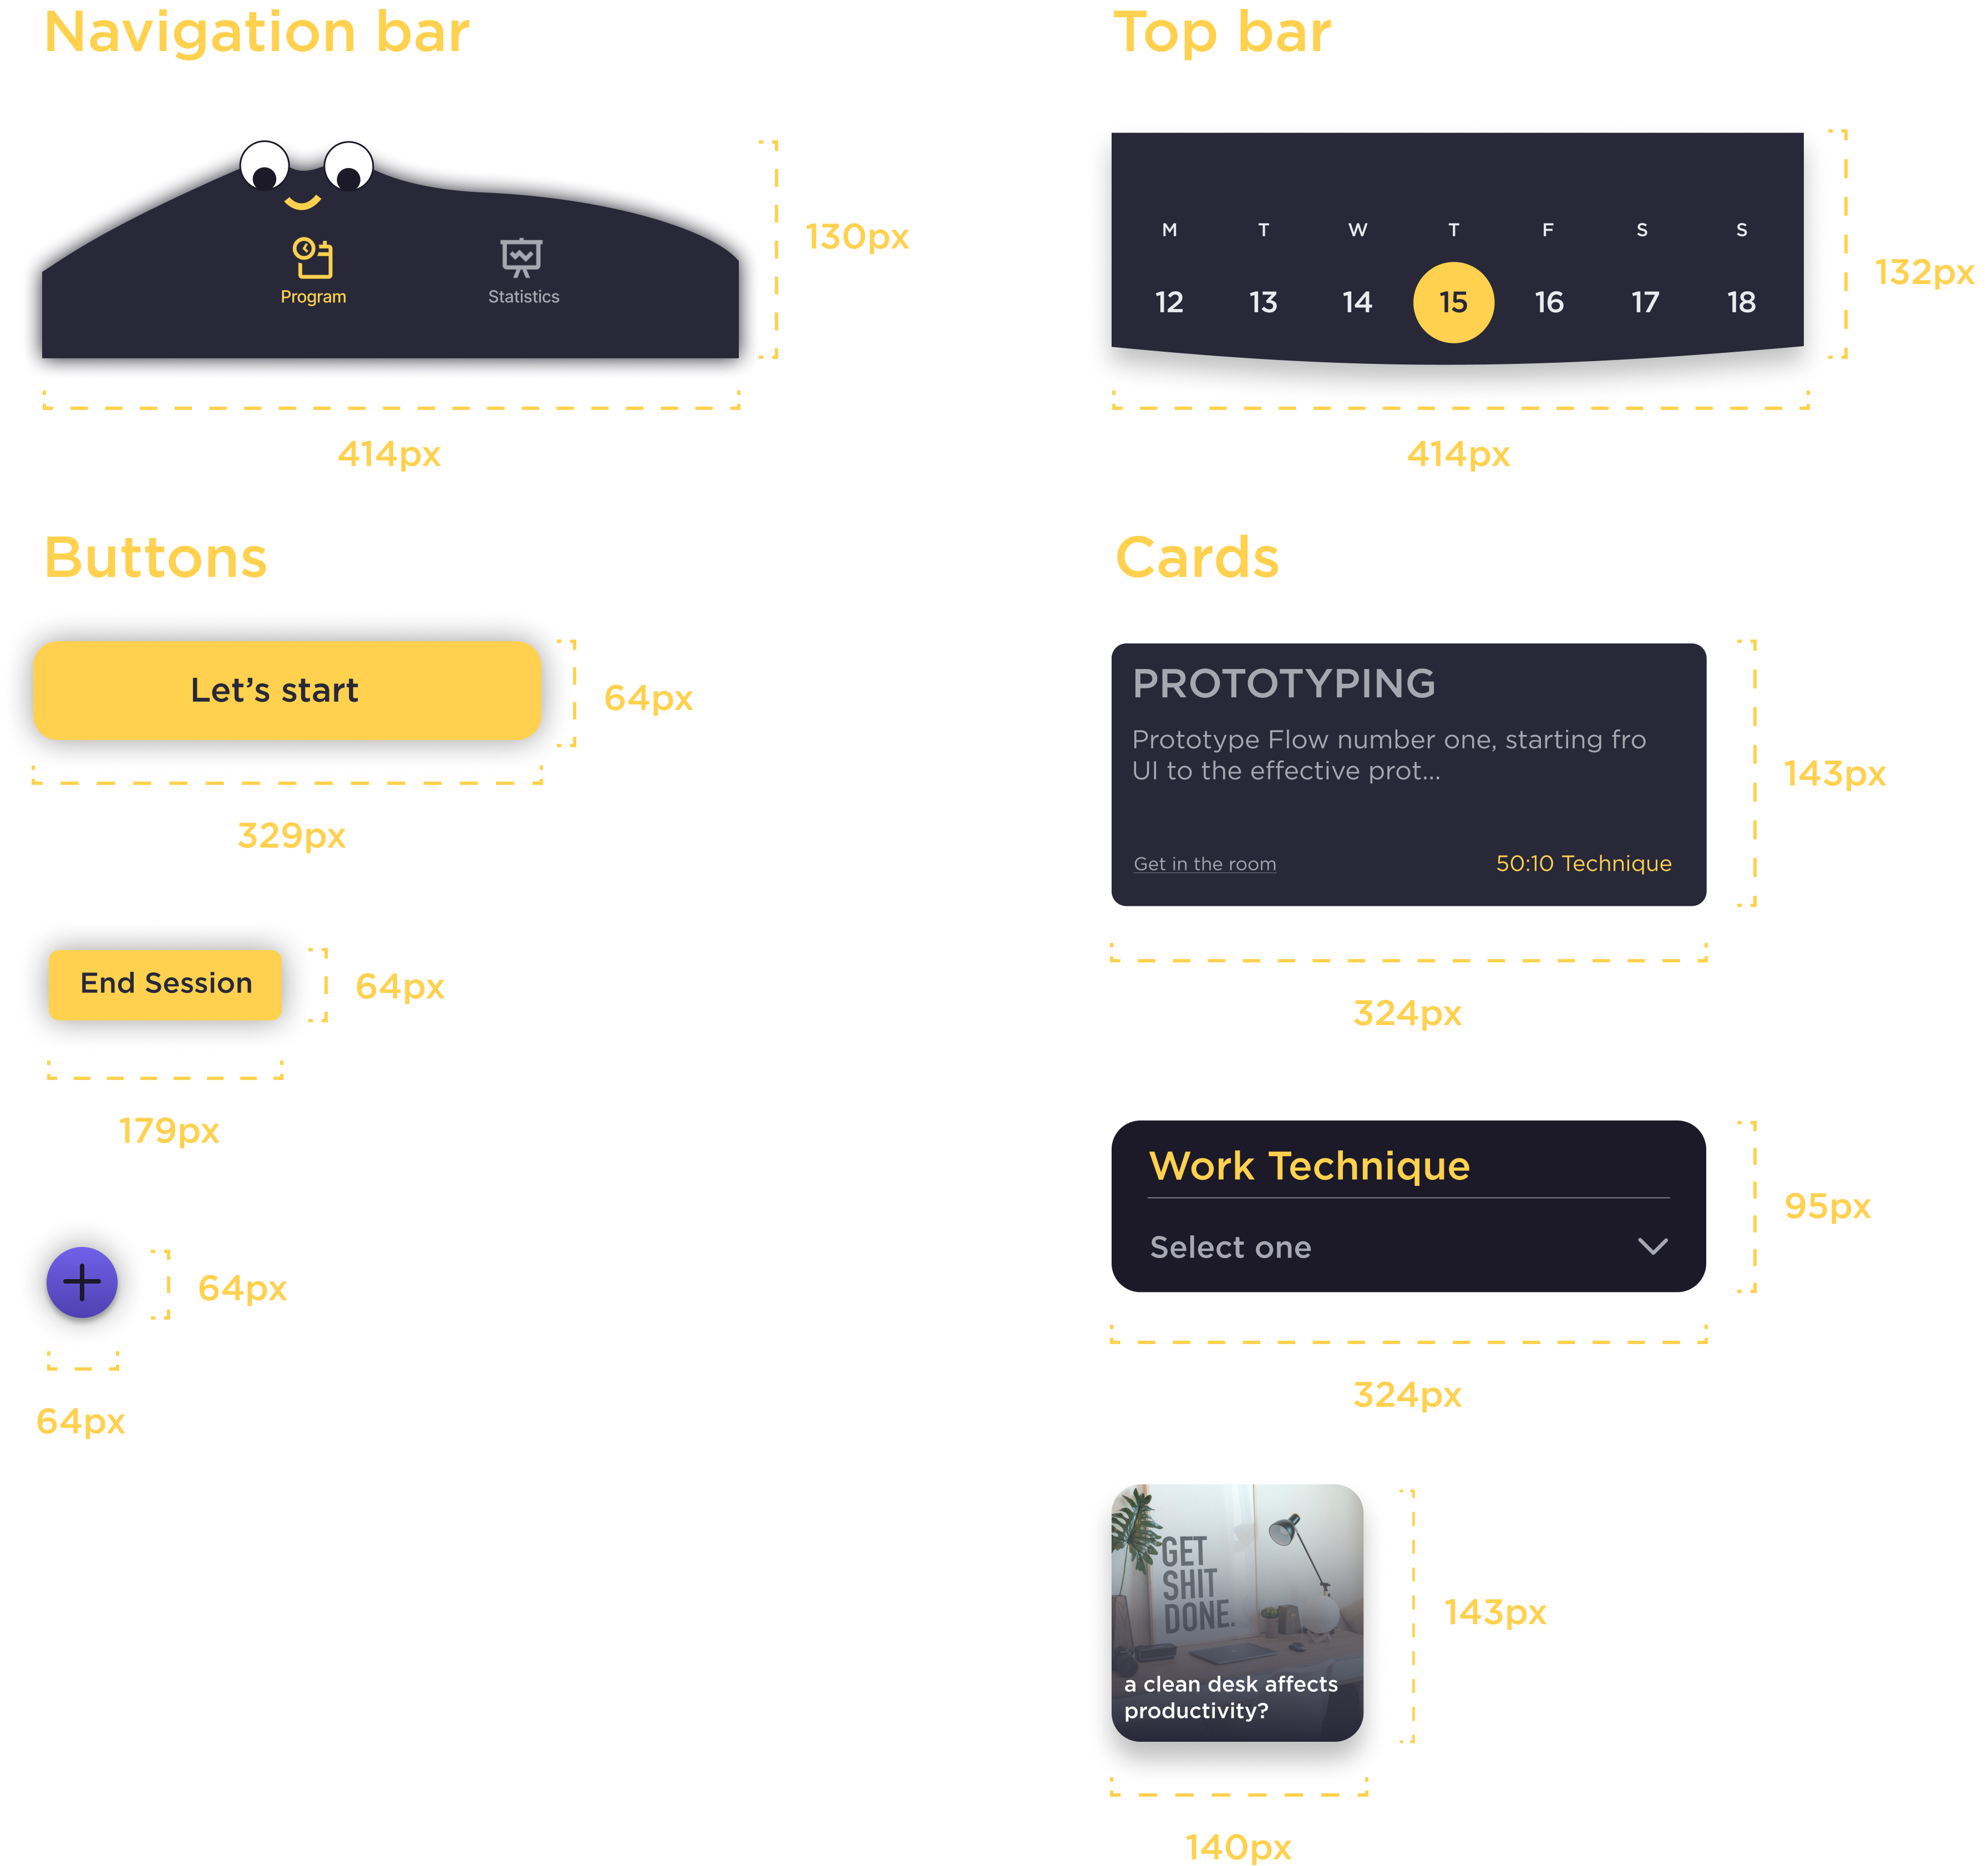 Navigation bar
Program
Statistics
130px
414px
Top bar
M T W T F S S
12 13 14 15 16 17 18
132px
414px
Buttons
Let's start
64px
329px
End Session
64px
179px
64px
64px
Cards
PROTOTYPING
Prototype Flow number one, starting fro
UI to the effective prot...
Get in the room
50:10 Technique
143px
324px
Work Technique
Select one
95px
324px
GET
SHIT
DONE.
a clean desk affects
productivity?
143px
140px